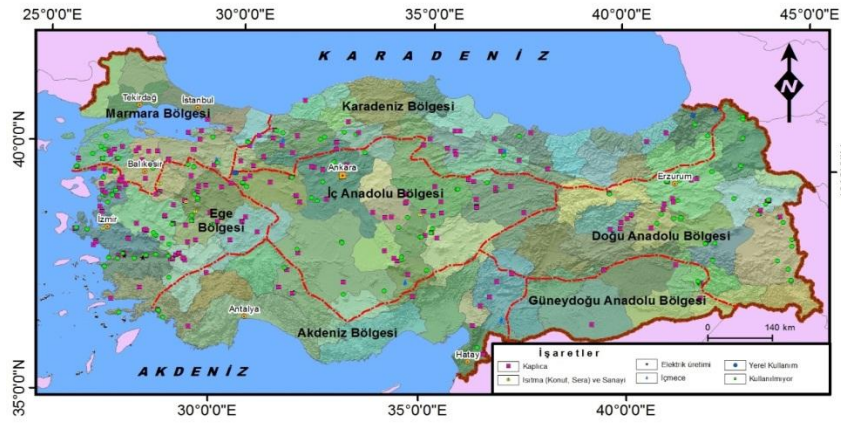 25°0'0"E 30°0'0"E 35°0'0"E 40°0'0"E 45°0'0"E
KARADENİZ
N
Tekirdağ
İstanbul
Marmara Bölgesi
Karadeniz Bölgesi
40°0'0"N
Balıkesir
Ankara
Erzurum
İç Anadolu Bölgesi
İzmir
Ege
Bölgesi
Doğu Anadolu Bölgesi
Güneydoğu Anadolu Bölgesi
Antalya
Akdeniz Bölgesi
0 140 km
Hatay
AKDENİZ
35°0'0"N
İşaretler
Kaplıca
Elektrik üretimi
Yerel Kullanım
Isıtma (Konut, Sera) ve Sanayi
İçmece
Kullanılmıyor
30°0'0"E 35°0'0"E 40°0'0"E